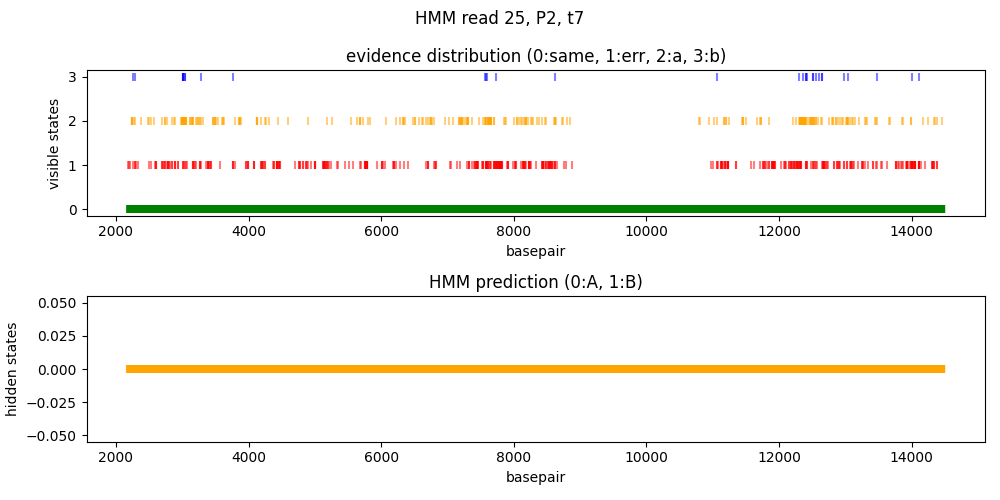 HMM read 25, P2, t7
evidence distribution (0:same, 1:err, 2:a, 3:b)
visible states
3
2
1
0
2000 4000 6000 8000 10000 12000 14000
basepair
HMM prediction (0:A, 1:B)
hidden states
0.050
0.025
0.000
−0.025
−0.050
2000 4000 6000 8000 10000 12000 14000
basepair